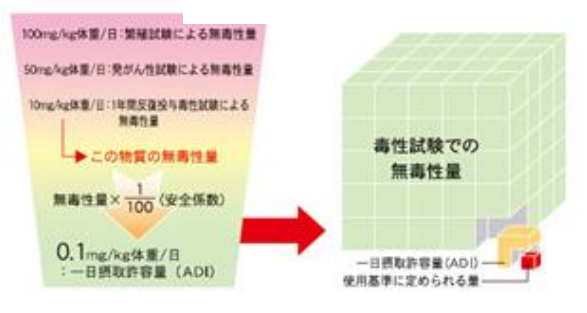 100mg/kg体重/日:繁殖試験による無毒性量
50mg/kg体重/日:発がん性試験による無毒性量
10mg/kg体重/日:1年間反復投与毒性試験による
無毒性量
この物質の無毒性量
無毒性量×1/100(安全係数)
0.1mg/kg体重/日
:一日摂取許容量(ADI)
毒性試験での
無毒性量
一日摂取許容量(ADI)
使用基準に定められる量